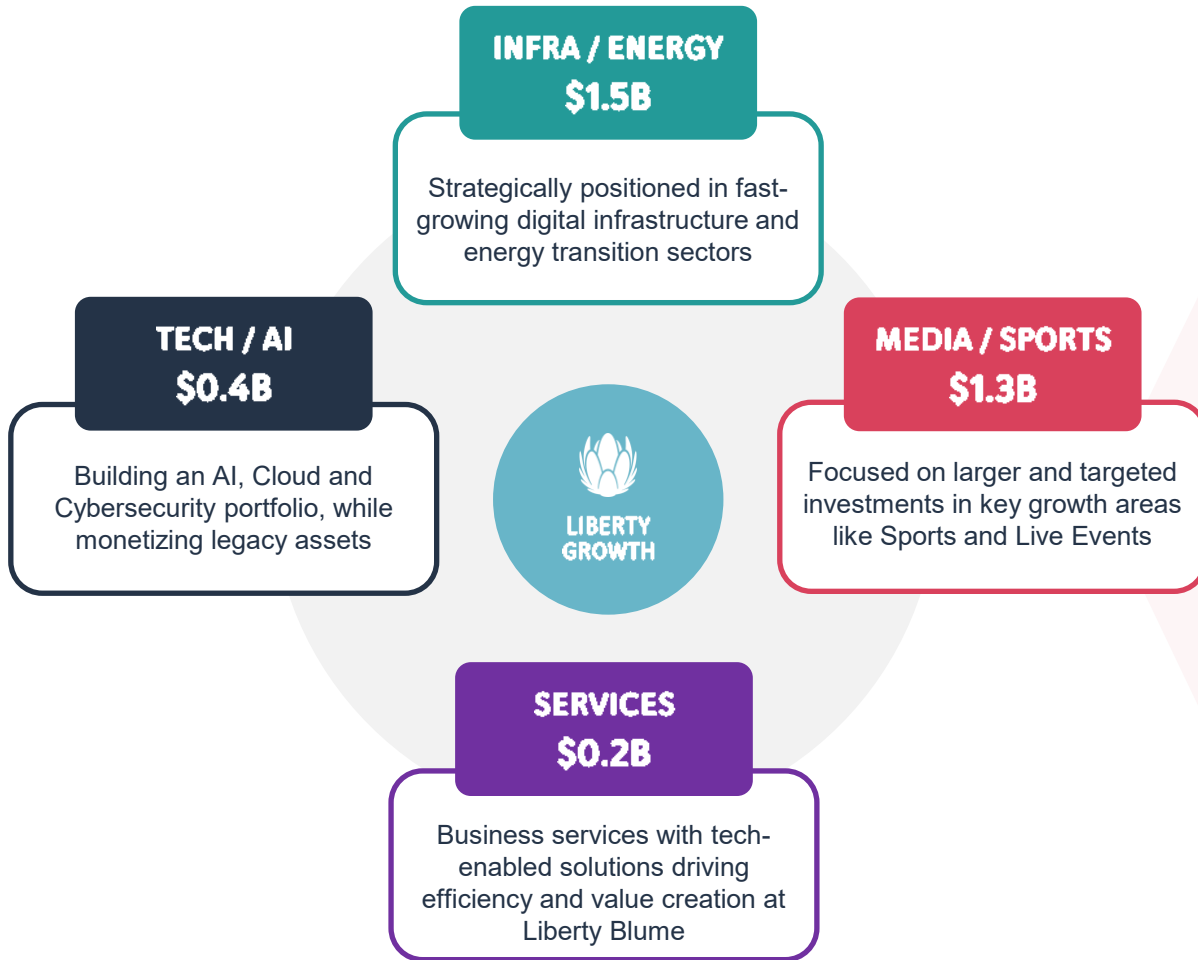 INFRA / ENERGY
$1.5B
Strategically positioned in fast-
growing digital infrastructure and
energy transition sectors
TECH / AI
$0.4B
Building an AI, Cloud and
Cybersecurity portfolio, while
monetizing legacy assets
LIBERTY
GROWTH
MEDIA / SPORTS
$1.3B
Focused on larger and targeted
investments in key growth areas
like Sports and Live Events
SERVICES
$0.2B
Business services with tech-
enabled solutions driving
efficiency and value creation at
Liberty Blume